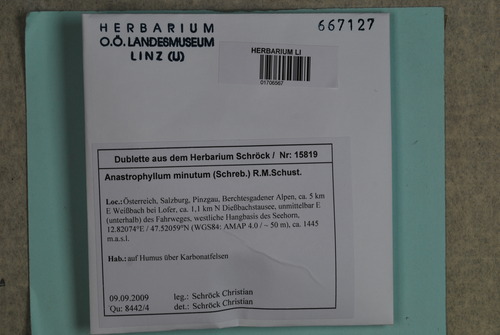 HERBARIUM
O.Ö. LANDESMUSEUM
LINZ (U)
667127
HERBARIUM LI
01706567
Dublette aus dem Herbarium Schröck / Nr: 15819
Anastrophyllum minutum (Schreb.) R.M.Schust.
Loc.:Österreich, Salzburg, Pinzgau, Berchtesgadener Alpen, ca. 5 km
E Weißbach bei Lofer, ca. 1,1 km N Dießbachstausee, unmittelbar E
(unterhalb) des Fahrweges, westliche Hangbasis des Seehorn,
12.82074°E / 47.52059°N (WGS84: AMAP 4.0 / ~ 50 m), ca. 1445
m.a.s.l.
Hab.: auf Humus über Karbonatfelsen
09.09.2009 leg.: Schröck Christian
Qu: 8442/4 det.: Schröck Christian